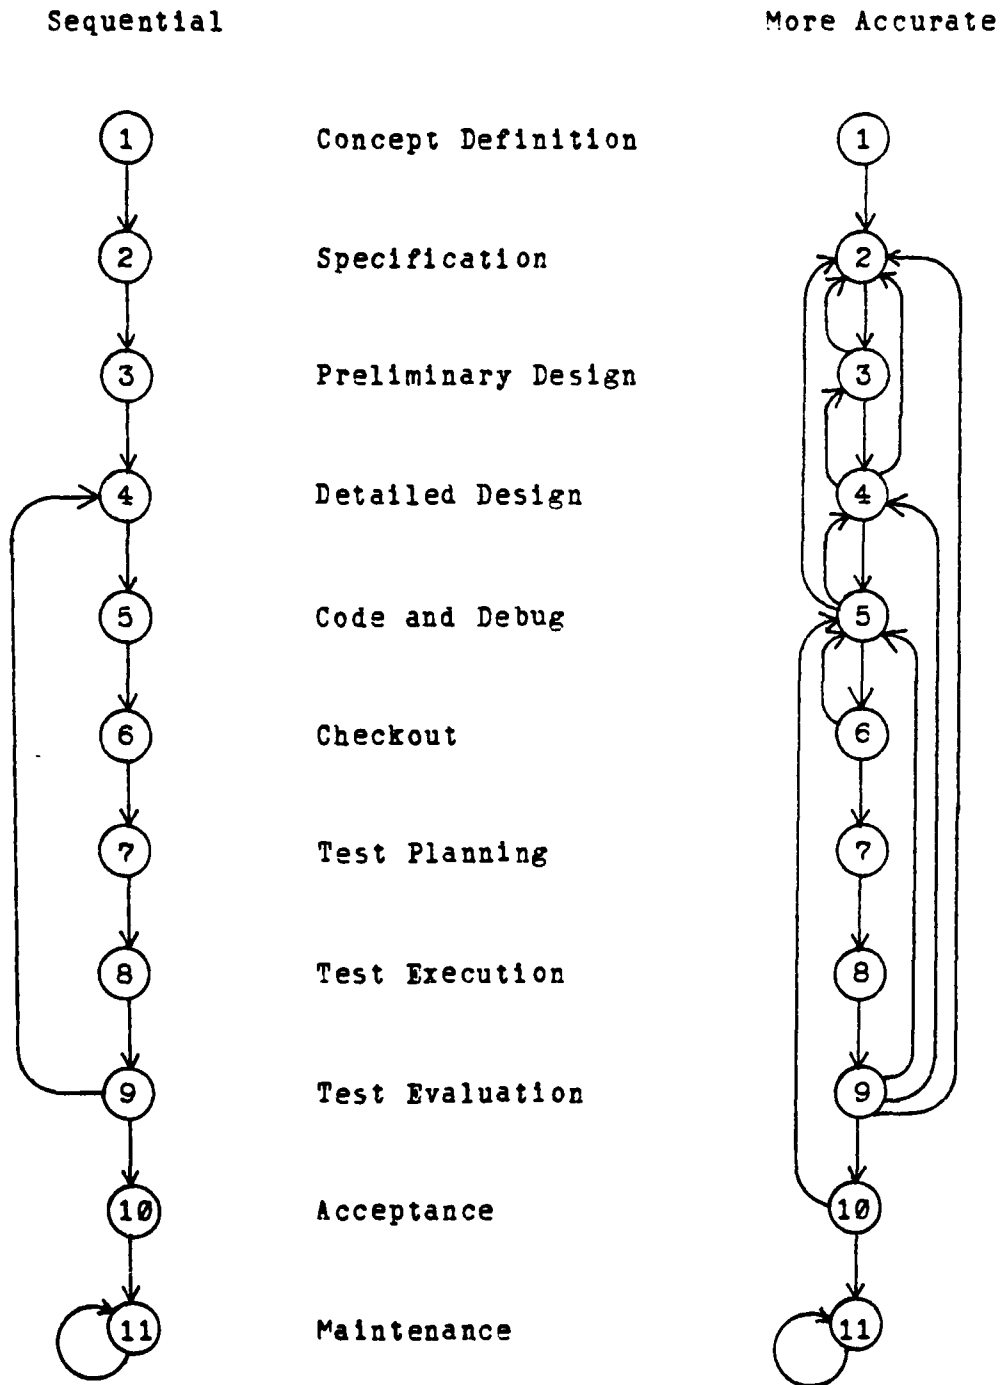 Sequential More Accurate
1 Concept Definition 1
2 Specification 2
3 Preliminary Design 3
4 Detailed Design 4
5 Code and Debug 5
6 Checkout 6
7 Test Planning 7
8 Test Execution 8
9 Test Evaluation 9
10 Acceptance 10
11 Maintenance 11